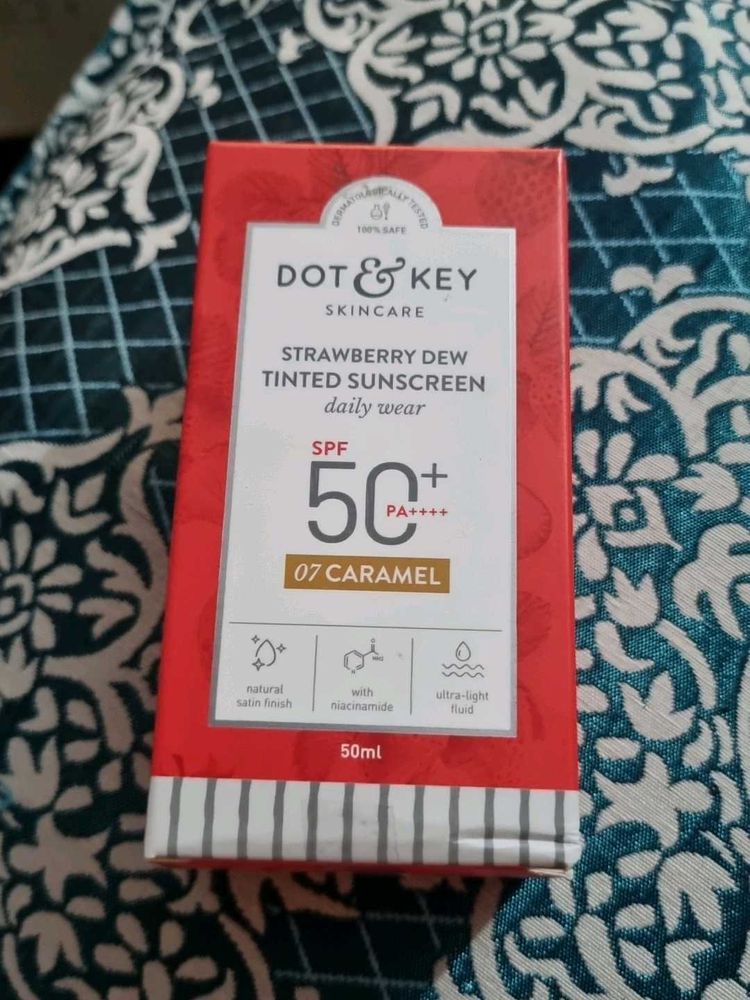 DERMATOLOGICALLY TESTED
100% SAFE
DOT & KEY
SKINCARE
STRAWBERRY DEW
TINTED SUNSCREEN
daily wear
SPF
50+
PA++++
07 CARAMEL
natural
satin finish
N
O
NH2
with
niacinamide
ultra-light
fluid
50ml